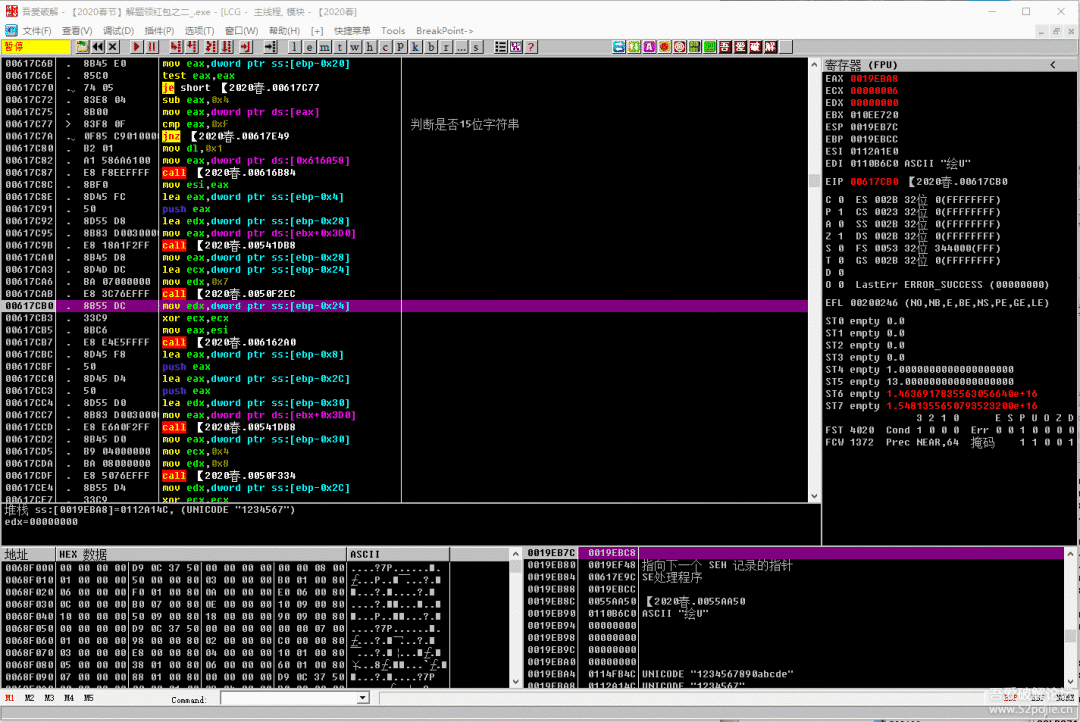 吾爱破解 - 【2020春节】解题领红包之二_.exe - [LCG - 主线程, 模块 - 【2020春]
文件(F) 查看(V) 调试(D) 插件(P) 选项(T) 窗口(W) 帮助(H) [+] 快捷菜单 Tools BreakPoint->
暂停 l e m t w h c p k b r ... s ?
00617C6B . 8B45 E0 mov eax,dword ptr ss:[ebp-0x20]
00617C6E . 85C0 test eax,eax
00617C70 . 74 05 je short 【2020春.00617C77
00617C72 . 83E8 04 sub eax,0x4
00617C75 . 8B00 mov eax,dword ptr ds:[eax]
00617C77 > 83F8 0F cmp eax,0xF 判断是否15位字符串
00617C7A . 0F85 C9010000 jnz 【2020春.00617E49
00617C80 . B2 01 mov dl,0x1
00617C82 . A1 586A6100 mov eax,dword ptr ds:[0x616A58]
00617C87 . E8 F8EEFFFF call 【2020春.00616B84
00617C8C . 8BF0 mov esi,eax
00617C8E . 8D45 FC lea eax,dword ptr ss:[ebp-0x4]
00617C91 . 50 push eax
00617C92 . 8D55 D8 lea edx,dword ptr ss:[ebp-0x28]
00617C95 . 8B83 D0030000 mov eax,dword ptr ds:[ebx+0x3D0]
00617C9B . E8 18A1F2FF call 【2020春.00541DB8
00617CA0 . 8B45 D8 mov eax,dword ptr ss:[ebp-0x28]
00617CA3 . 8D4D DC lea ecx,dword ptr ss:[ebp-0x24]
00617CA6 . BA 07000000 mov edx,0x7
00617CAB . E8 3C76EFFF call 【2020春.0050F2EC
00617CB0 . 8B55 DC mov edx,dword ptr ss:[ebp-0x24]
00617CB3 . 33C9 xor ecx,ecx
00617CB5 . 8BC6 mov eax,esi
00617CB7 . E8 E4E5FFFF call 【2020春.006162A0
00617CBC . 8D45 F8 lea eax,dword ptr ss:[ebp-0x8]
00617CBF . 50 push eax
00617CC0 . 8D45 D4 lea eax,dword ptr ss:[ebp-0x2C]
00617CC3 . 50 push eax
00617CC4 . 8D55 D0 lea edx,dword ptr ss:[ebp-0x30]
00617CC7 . 8B83 D0030000 mov eax,dword ptr ds:[ebx+0x3D0]
00617CCD . E8 E6A0F2FF call 【2020春.00541DB8
00617CD2 . 8B45 D0 mov eax,dword ptr ss:[ebp-0x30]
00617CD5 . B9 04000000 mov ecx,0x4
00617CDA . BA 08000000 mov edx,0x8
00617CDF . E8 5076EFFF call 【2020春.0050F334
00617CE4 . 8B55 D4 mov edx,dword ptr ss:[ebp-0x2C]
00617CE7 . 33C9 xor ecx,ecx
堆栈 ss:[0019EBA8]=0112A14C, (UNICODE "1234567")
edx=00000000
寄存器 (FPU) <
EAX 0019EBA8
ECX 00000006
EDX 00000000
EBX 010EE720
ESP 0019EB7C
EBP 0019EBCC
ESI 0112A1E0
EDI 0110B6C0 ASCII "绘U"
EIP 00617CB0 【2020春.00617CB0
C 0 ES 002B 32位 0(FFFFFFFF)
P 1 CS 0023 32位 0(FFFFFFFF)
A 0 SS 002B 32位 0(FFFFFFFF)
Z 1 DS 002B 32位 0(FFFFFFFF)
S 0 FS 0053 32位 344000(FFF)
T 0 GS 002B 32位 0(FFFFFFFF)
D 0
O 0 LastErr ERROR_SUCCESS (00000000)
EFL 00200246 (NO,NB,E,BE,NS,PE,GE,LE)
ST0 empty 0.0
ST1 empty 0.0
ST2 empty 0.0
ST3 empty 0.0
ST4 empty 1.0000000000000000000
ST5 empty 13.000000000000000000
ST6 empty 1.4636917835563056640e+16
ST7 empty 1.5481355650793523200e+16
3 2 1 0 E S P U O Z D
FST 4020 Cond 1 0 0 0 Err 0 0 1 0 0 0 0
FCW 1372 Prec NEAR,64 掩码 1 1 0 0 1
地址 HEX 数据 ASCII
0068F000 00 00 00 00 D9 0C 37 50 00 00 00 00 00 00 08 00
0068F010 01 00 00 80 50 00 00 80 03 00 00 80 B0 01 00 80
0068F020 06 00 00 80 F0 01 00 80 0A 00 00 80 E0 06 00 80
0068F030 0C 00 00 80 B0 07 00 80 0E 00 00 80 10 09 00 80
0068F040 10 00 00 80 50 09 00 80 18 00 00 80 90 09 00 80
0068F050 00 00 00 00 D9 0C 37 50 00 00 00 00 00 00 07 00
0068F060 01 00 00 80 98 00 00 80 02 00 00 80 C0 00 00 80
0068F070 03 00 00 80 E8 00 00 80 04 00 00 80 10 01 00 80
0068F080 05 00 00 80 38 01 00 80 06 00 00 80 60 01 00 80
0068F090 07 00 00 80 88 01 00 80 00 00 00 00 D9 0C 37 50
0019EB7C 0019EBC8
0019EB80 0019EF48 指向下一个 SEH 记录的指针
0019EB84 00617E9C SE处理程序
0019EB88 0019EBCC
0019EB8C 0055AA50 【2020春.0055AA50
0019EB90 0110B6C0 ASCII "绘U"
0019EB94 00000000
0019EB98 00000000
0019EB9C 00000000
0019EBA0 00000000
0019EBA4 0114FB4C UNICODE "1234567890abcde"
0019EBA8 0112A14C UNICODE "1234567"
M1 M2 M3 M4 M5 Command:
吾爱破解论坛
www.52pojie.cn